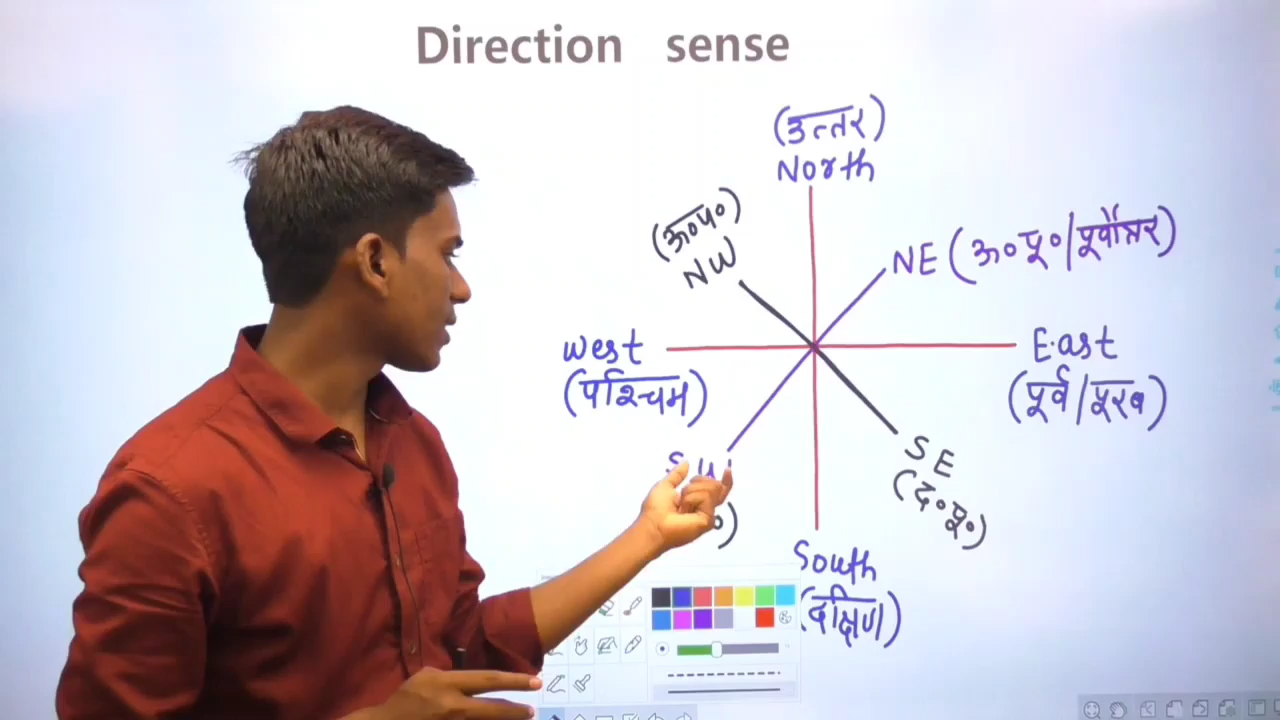 Direction sense
(उत्तर)
North
(उ०प०)
NW
NE (उ०पू०/पूर्वोत्तर)
West
(पश्चिम)
East
(पूर्व/पूरब)
SE
(द०पू०)
South
(दक्षिण)